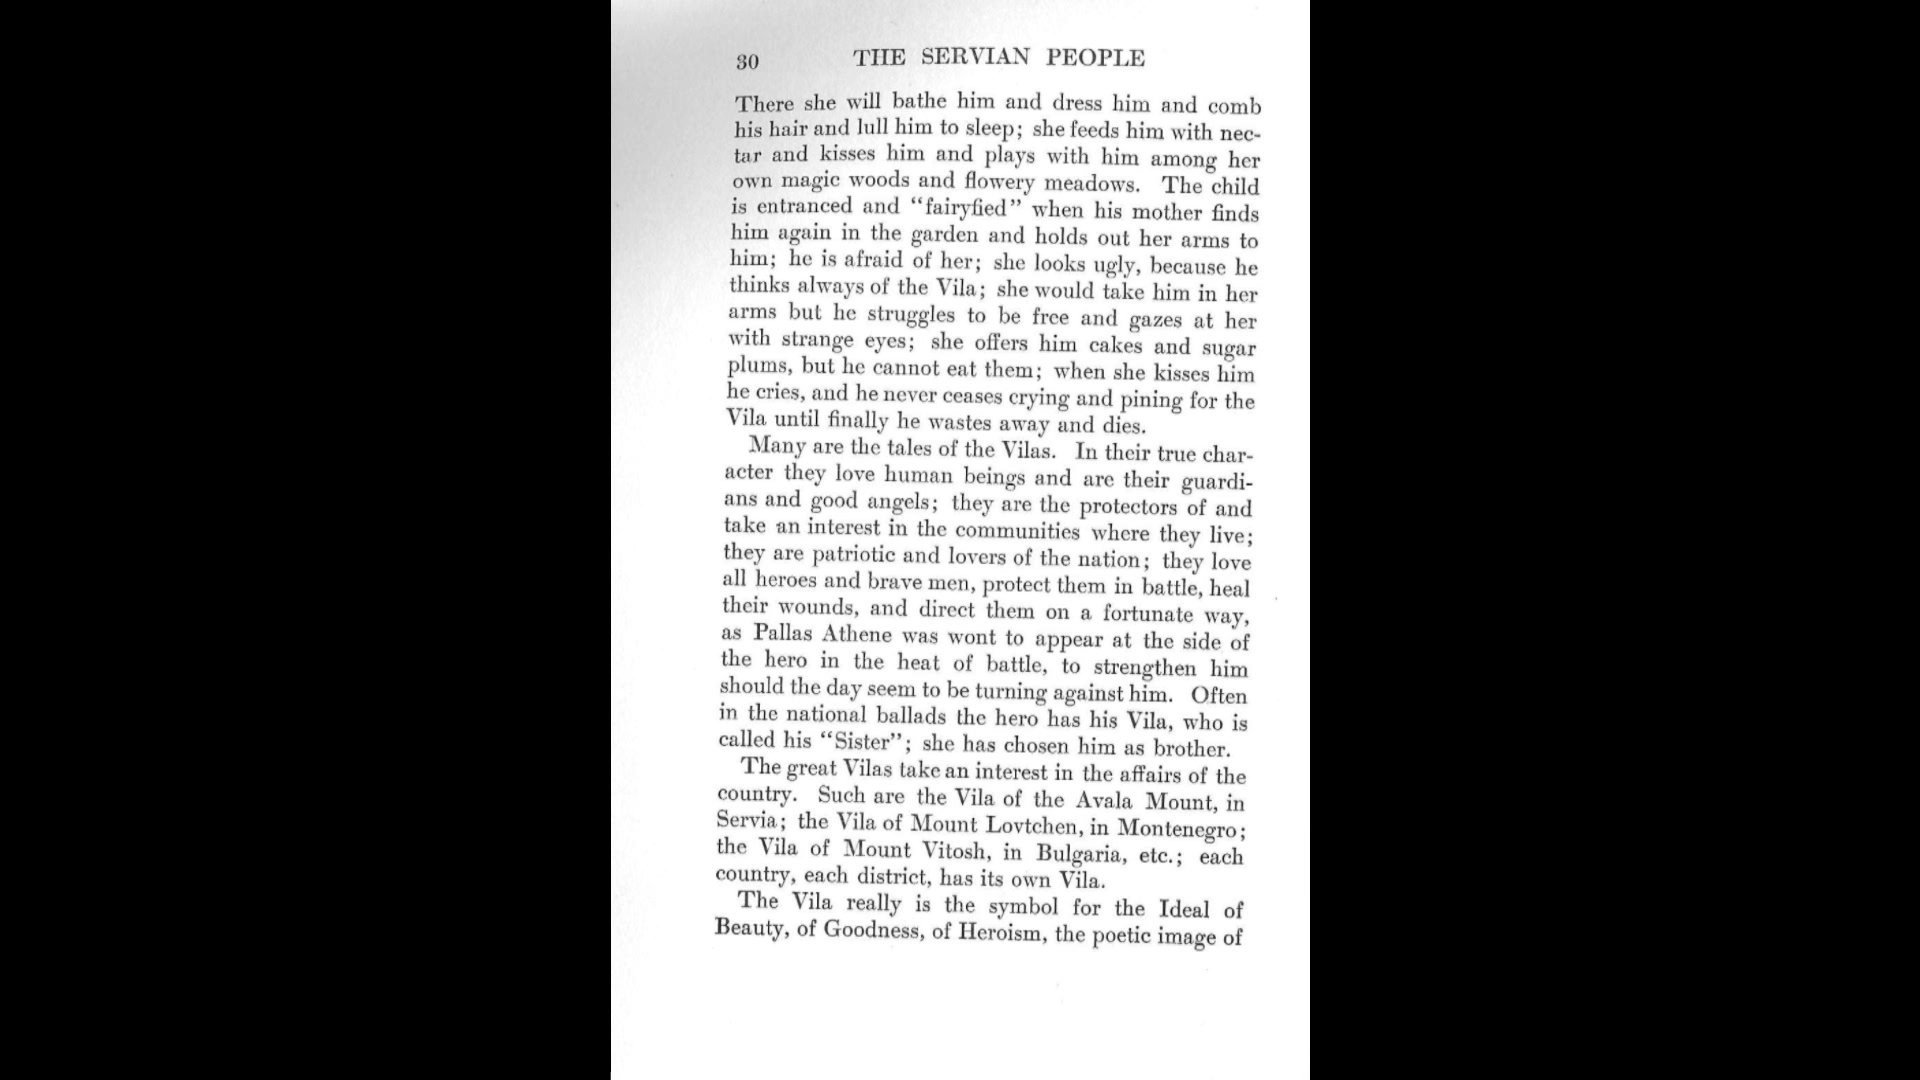 30 THE SERVIAN PEOPLE
There she will bathe him and dress him and comb
his hair and lull him to sleep; she feeds him with nec-
tar and kisses him and plays with him among her
own magic woods and flowery meadows. The child
is entranced and "fairyfied" when his mother finds
him again in the garden and holds out her arms to
him; he is afraid of her; she looks ugly, because he
thinks always of the Vila; she would take him in her
arms but he struggles to be free and gazes at her
with strange eyes; she offers him cakes and sugar
plums, but he cannot eat them; when she kisses him
he cries, and he never ceases crying and pining for the
Vila until finally he wastes away and dies.
Many are the tales of the Vilas. In their true char-
acter they love human beings and are their guardi-
ans and good angels; they are the protectors of and
take an interest in the communities where they live;
they are patriotic and lovers of the nation; they love
all heroes and brave men, protect them in battle, heal
their wounds, and direct them on a fortunate way,
as Pallas Athene was wont to appear at the side of
the hero in the heat of battle, to strengthen him
should the day seem to be turning against him. Often
in the national ballads the hero has his Vila, who is
called his "Sister"; she has chosen him as brother.
The great Vilas take an interest in the affairs of the
country. Such are the Vila of the Avala Mount, in
Servia; the Vila of Mount Lovtchen, in Montenegro;
the Vila of Mount Vitosh, in Bulgaria, etc.; each
country, each district, has its own Vila.
The Vila really is the symbol for the Ideal of
Beauty, of Goodness, of Heroism, the poetic image of